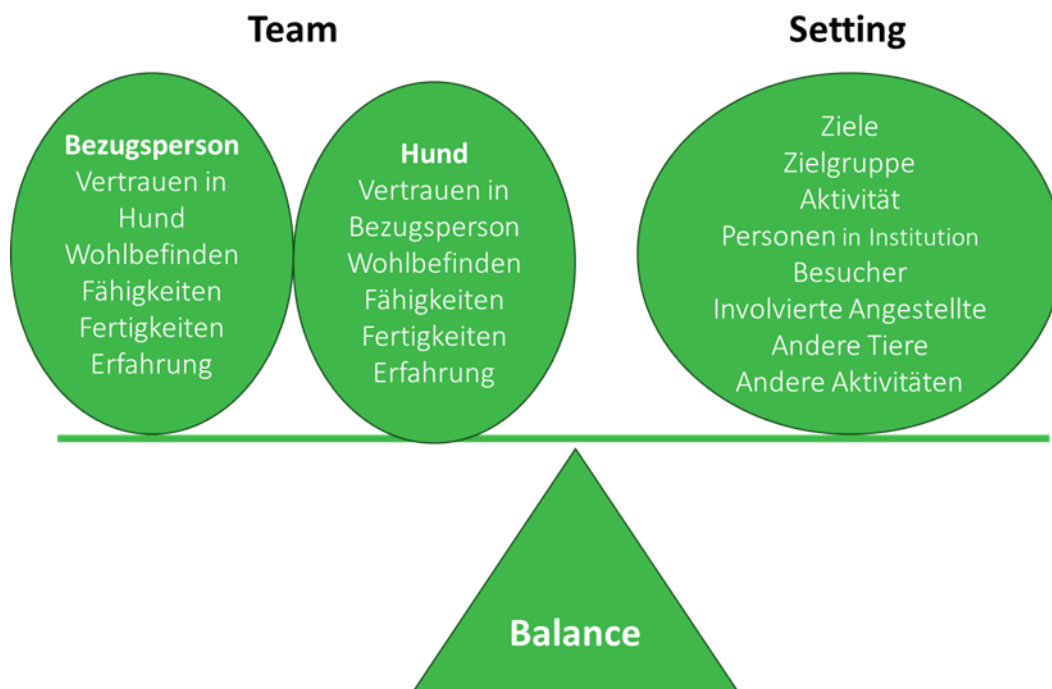 Team
Setting
Bezugsperson
Vertrauen in
Hund
Wohlbefinden
Fähigkeiten
Fertigkeiten
Erfahrung
Hund
Vertrauen in
Bezugsperson
Wohlbefinden
Fähigkeiten
Fertigkeiten
Erfahrung
Ziele
Zielgruppe
Aktivität
Personen in Institution
Besucher
Involvierte Angestellte
Andere Tiere
Andere Aktivitäten
Balance